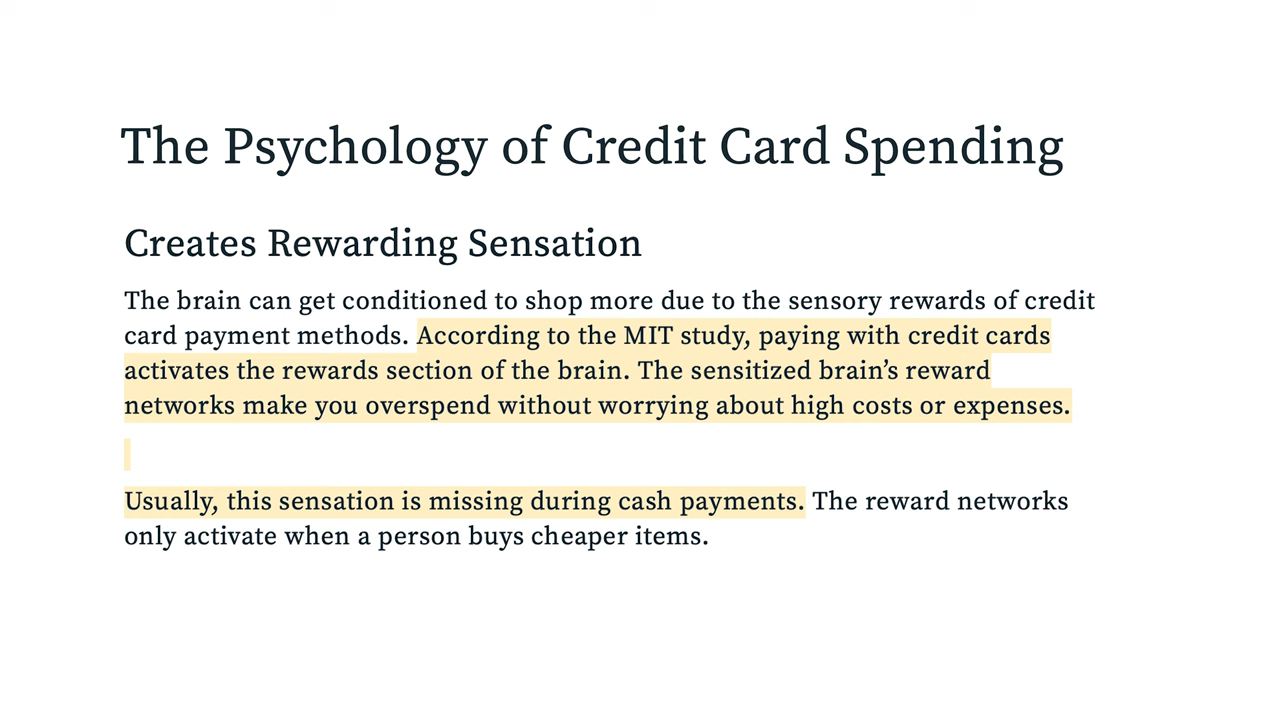 The Psychology of Credit Card Spending
Creates Rewarding Sensation
The brain can get conditioned to shop more due to the sensory rewards of credit
card payment methods. According to the MIT study, paying with credit cards
activates the rewards section of the brain. The sensitized brain’s reward
networks make you overspend without worrying about high costs or expenses.
Usually, this sensation is missing during cash payments. The reward networks
only activate when a person buys cheaper items.